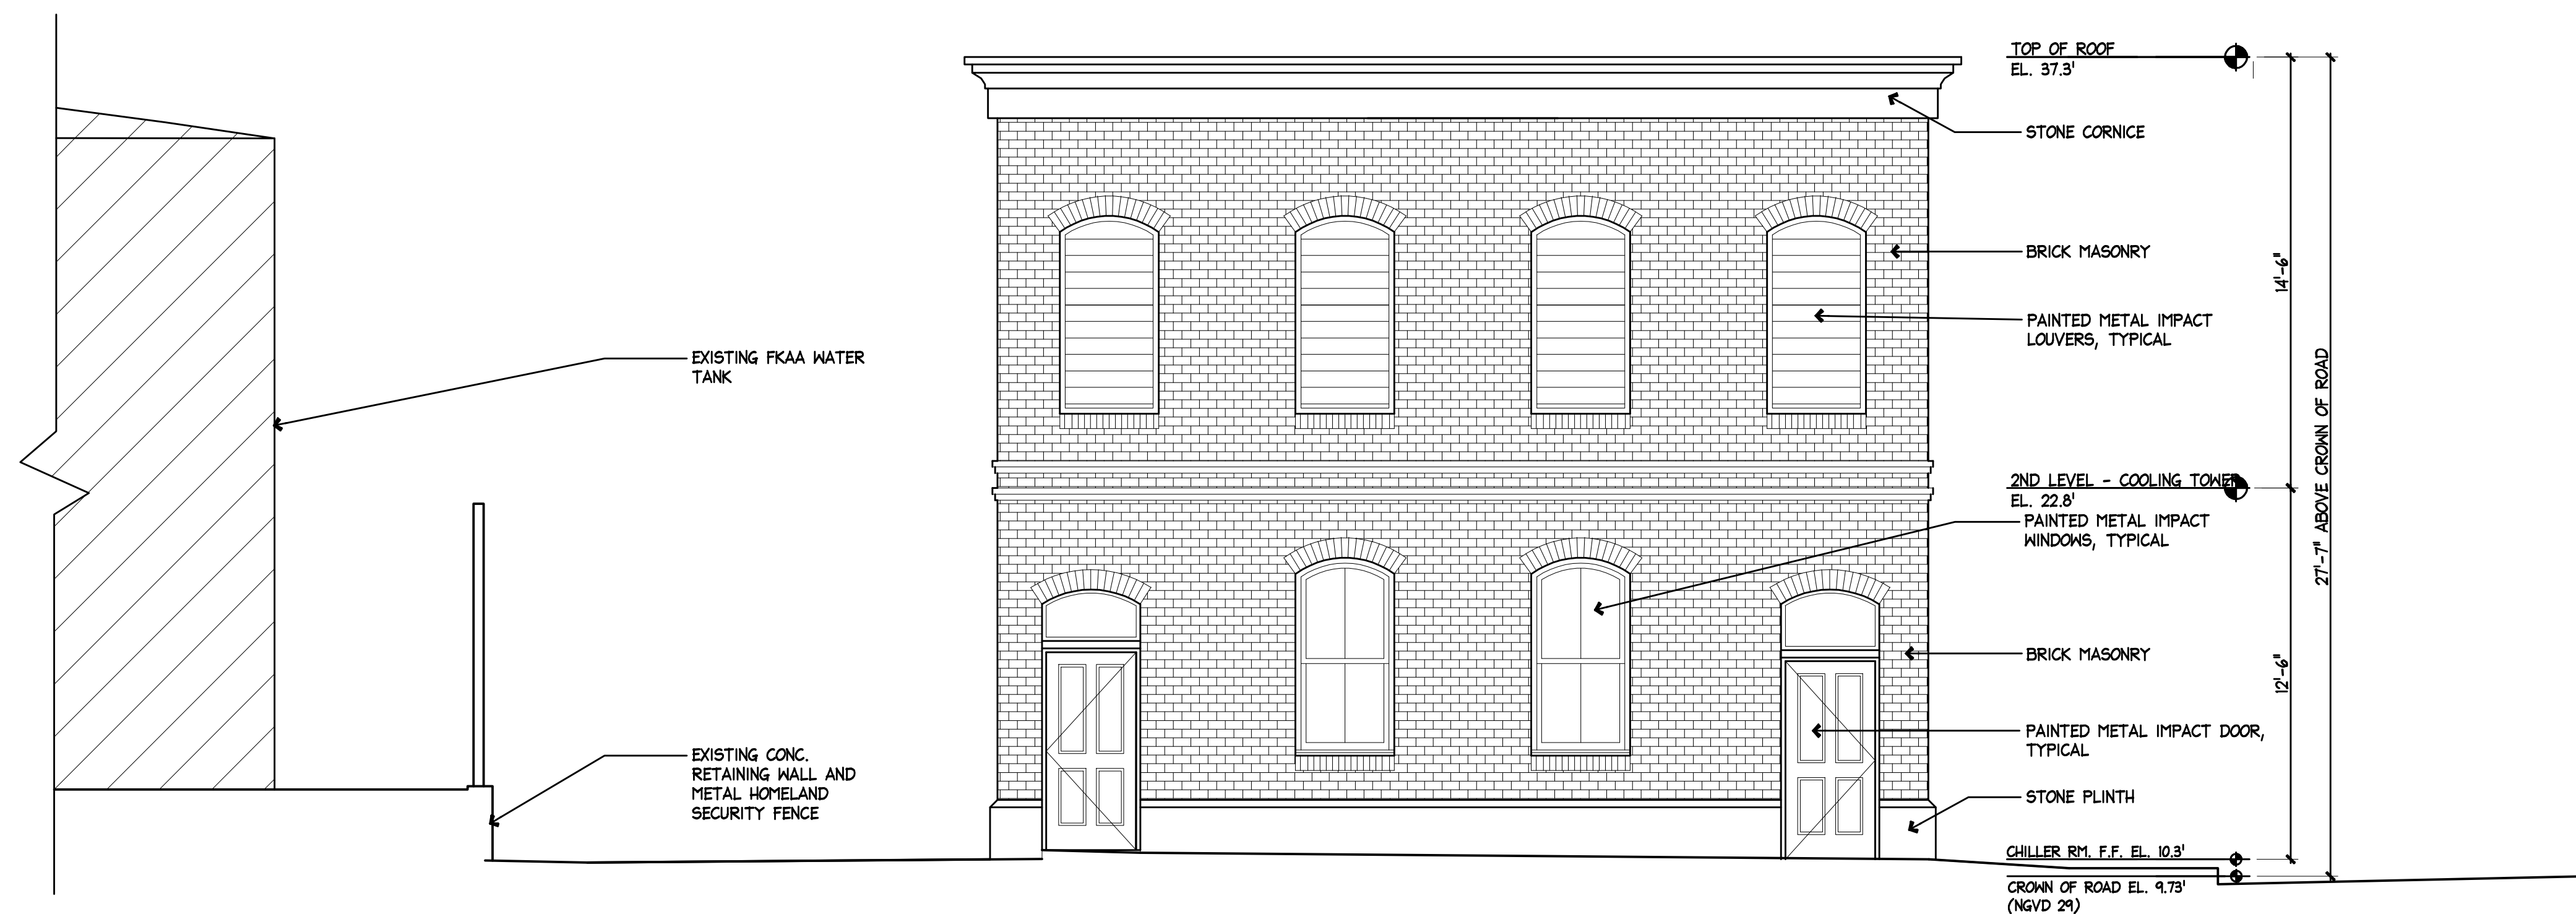 TOP OF ROOF
EL. 37.3'
STONE CORNICE
BRICK MASONRY
14'-6"
PAINTED METAL IMPACT
LOUVERS, TYPICAL
EXISTING FKAA WATER
TANK
27'-7" ABOVE CROWN OF ROAD
2ND LEVEL - COOLING TOWER
EL. 22.8'
PAINTED METAL IMPACT
WINDOWS, TYPICAL
BRICK MASONRY
12'-6"
PAINTED METAL IMPACT DOOR,
TYPICAL
EXISTING CONC.
RETAINING WALL AND
METAL HOMELAND
SECURITY FENCE
STONE PLINTH
CHILLER RM. F.F. EL. 10.3'
CROWN OF ROAD EL. 9.73'
(NGVD 29)